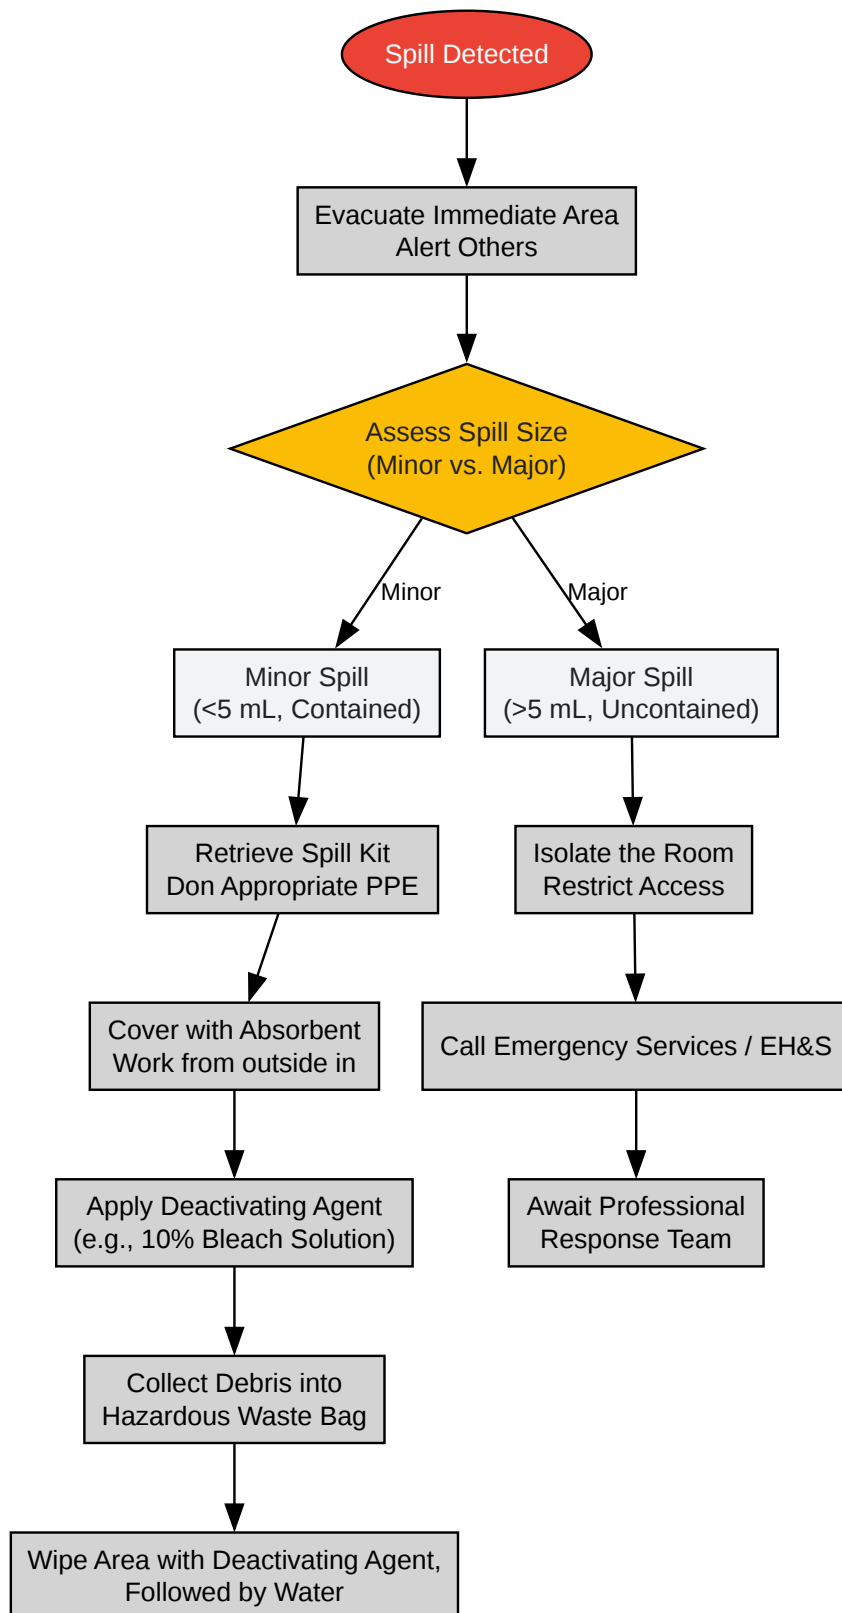 Spill Detected
Evacuate Immediate Area
Alert Others
Assess Spill Size
(Minor vs. Major)
Minor
Major
Minor Spill
(<5 mL, Contained)
Major Spill
(>5 mL, Uncontained)
Retrieve Spill Kit
Don Appropriate PPE
Isolate the Room
Restrict Access
Cover with Absorbent
Work from outside in
Call Emergency Services / EH&S
Apply Deactivating Agent
(e.g., 10% Bleach Solution)
Await Professional
Response Team
Collect Debris into
Hazardous Waste Bag
Wipe Area with Deactivating Agent,
Followed by Water